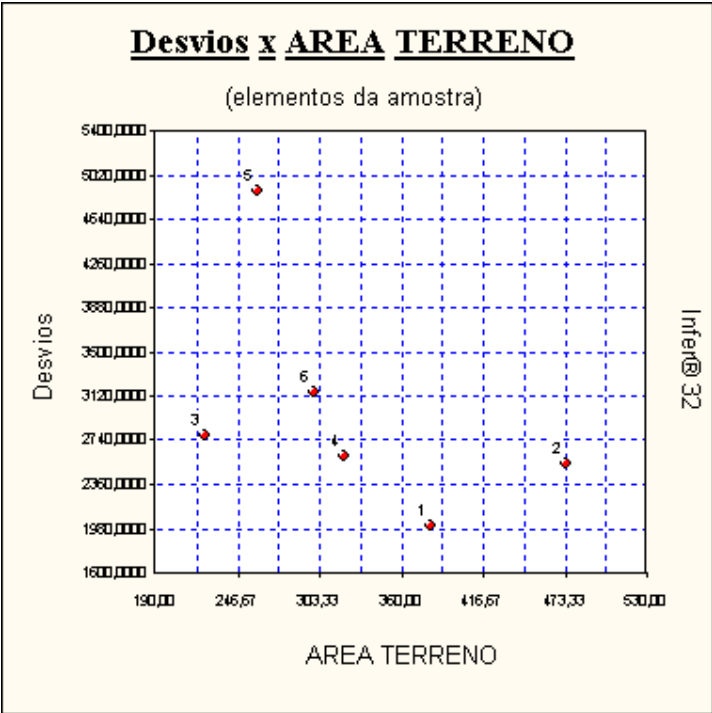 Desvios x AREA TERRENO
(elementos da amostra)
5400,0000
5020,0000
4640,0000
4260,0000
3880,0000
3500,0000
3120,0000
2740,0000
2360,0000
1980,0000
1600,0000
Desvios
5
6
3
4
2
1
Infer® 32
190,00 246,67 303,33 360,00 416,67 473,33 530,00
AREA TERRENO